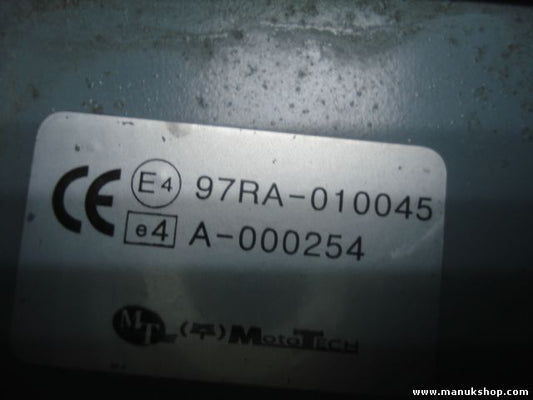 CE E4 97RA-010045
e4 A-000254
MT (주) MOTOTECH
www.manukshop.com